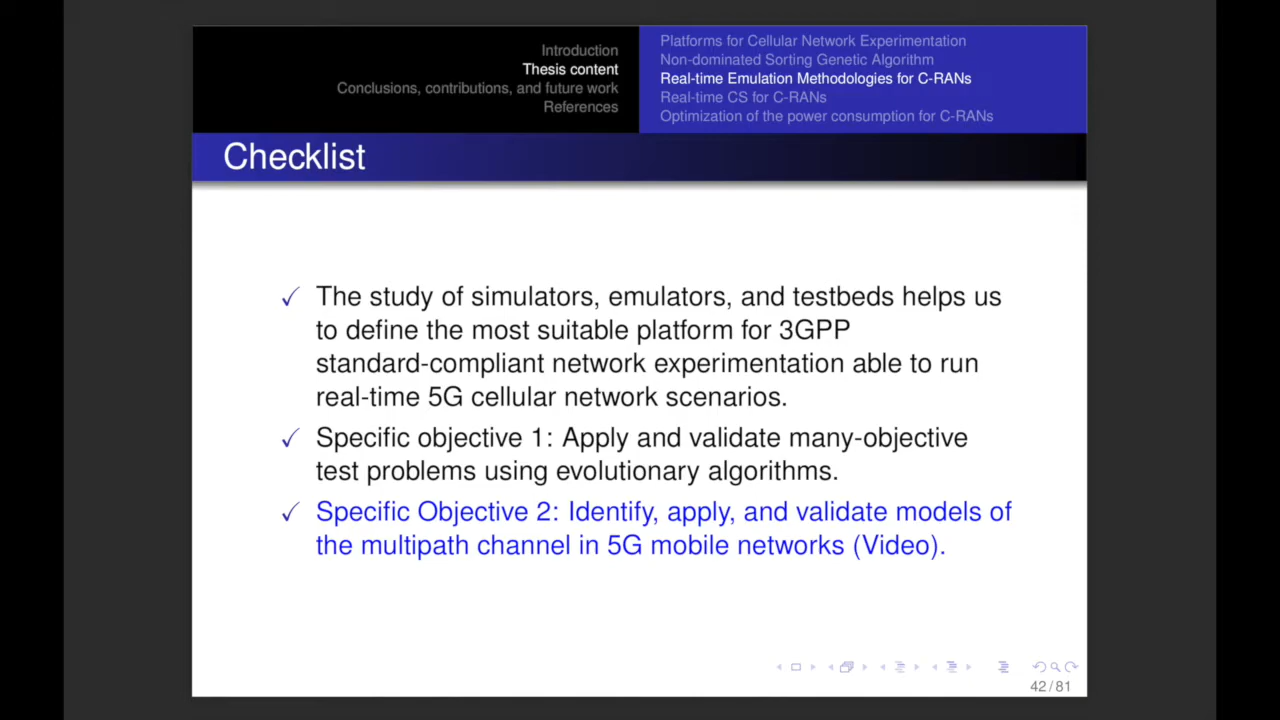 Introduction
Thesis content
Conclusions, contributions, and future work
References
Platforms for Cellular Network Experimentation
Non-dominated Sorting Genetic Algorithm
Real-time Emulation Methodologies for C-RANs
Real-time CS for C-RANs
Optimization of the power consumption for C-RANs
Checklist
✓ The study of simulators, emulators, and testbeds helps us
to define the most suitable platform for 3GPP
standard-compliant network experimentation able to run
real-time 5G cellular network scenarios.
✓ Specific objective 1: Apply and validate many-objective
test problems using evolutionary algorithms.
✓ Specific Objective 2: Identify, apply, and validate models of
the multipath channel in 5G mobile networks (Video).
42/81